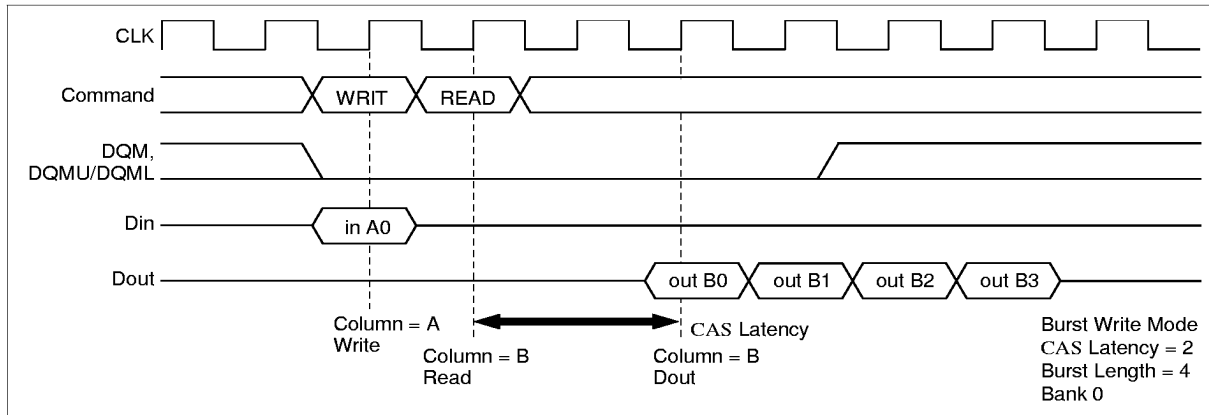 CLK
Command
WRIT
READ
DQM,
DQMU/DQML
Din
in A0
Dout
out B0
out B1
out B2
out B3
Column = A
Write
Column = B
Read
CAS Latency
Column = B
Dout
Burst Write Mode
CAS Latency = 2
Burst Length = 4
Bank 0